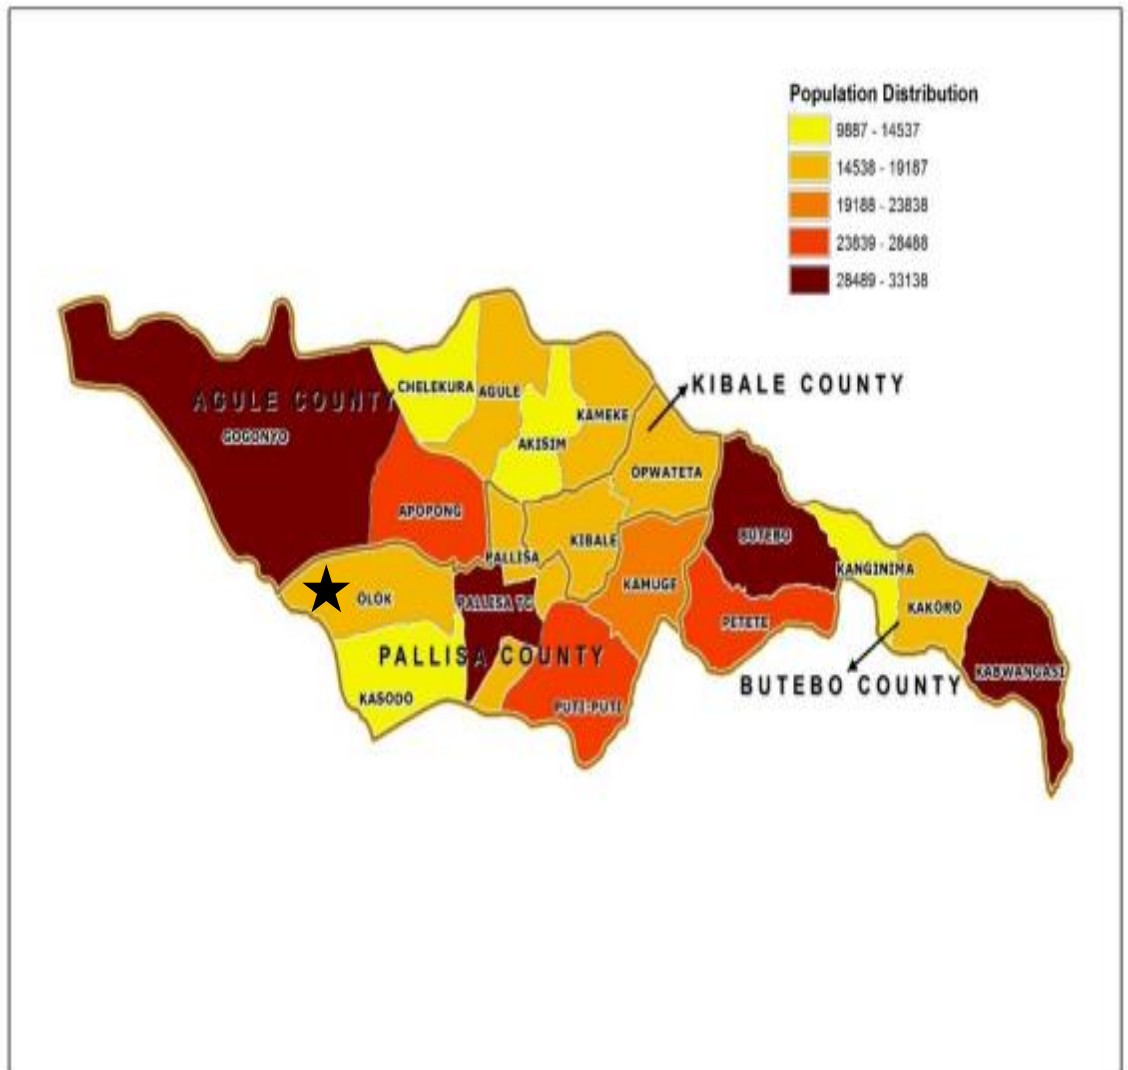 Population Distribution
9887 - 14537
14538 - 19187
19188 - 23838
23839 - 28488
28489 - 33138
KIBALE COUNTY
CHELEKURA
AGULE
AGULE COUNTY
KAMEKE
GOGONYO
AKISIM
OPWATETA
APOPONG
BUTEBO
KIBALE
PALLISA
KANGINIMA
KAMUGE
OLOK
PALLISA TC
KAKORO
PETETE
PALLISA COUNTY
KABWANGASI
BUTEBO COUNTY
KASODO
PUTI-PUTI